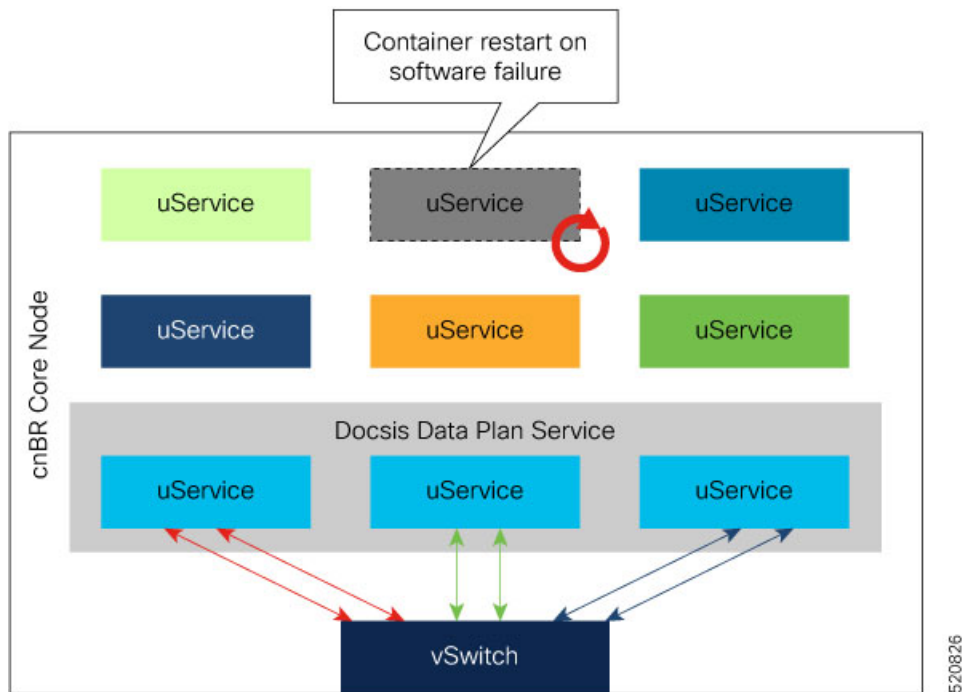 Container restart on
software failure
uService
uService
uService
cnBR Core Node
uService
uService
uService
Docsis Data Plan Service
uService
uService
uService
vSwitch
520826